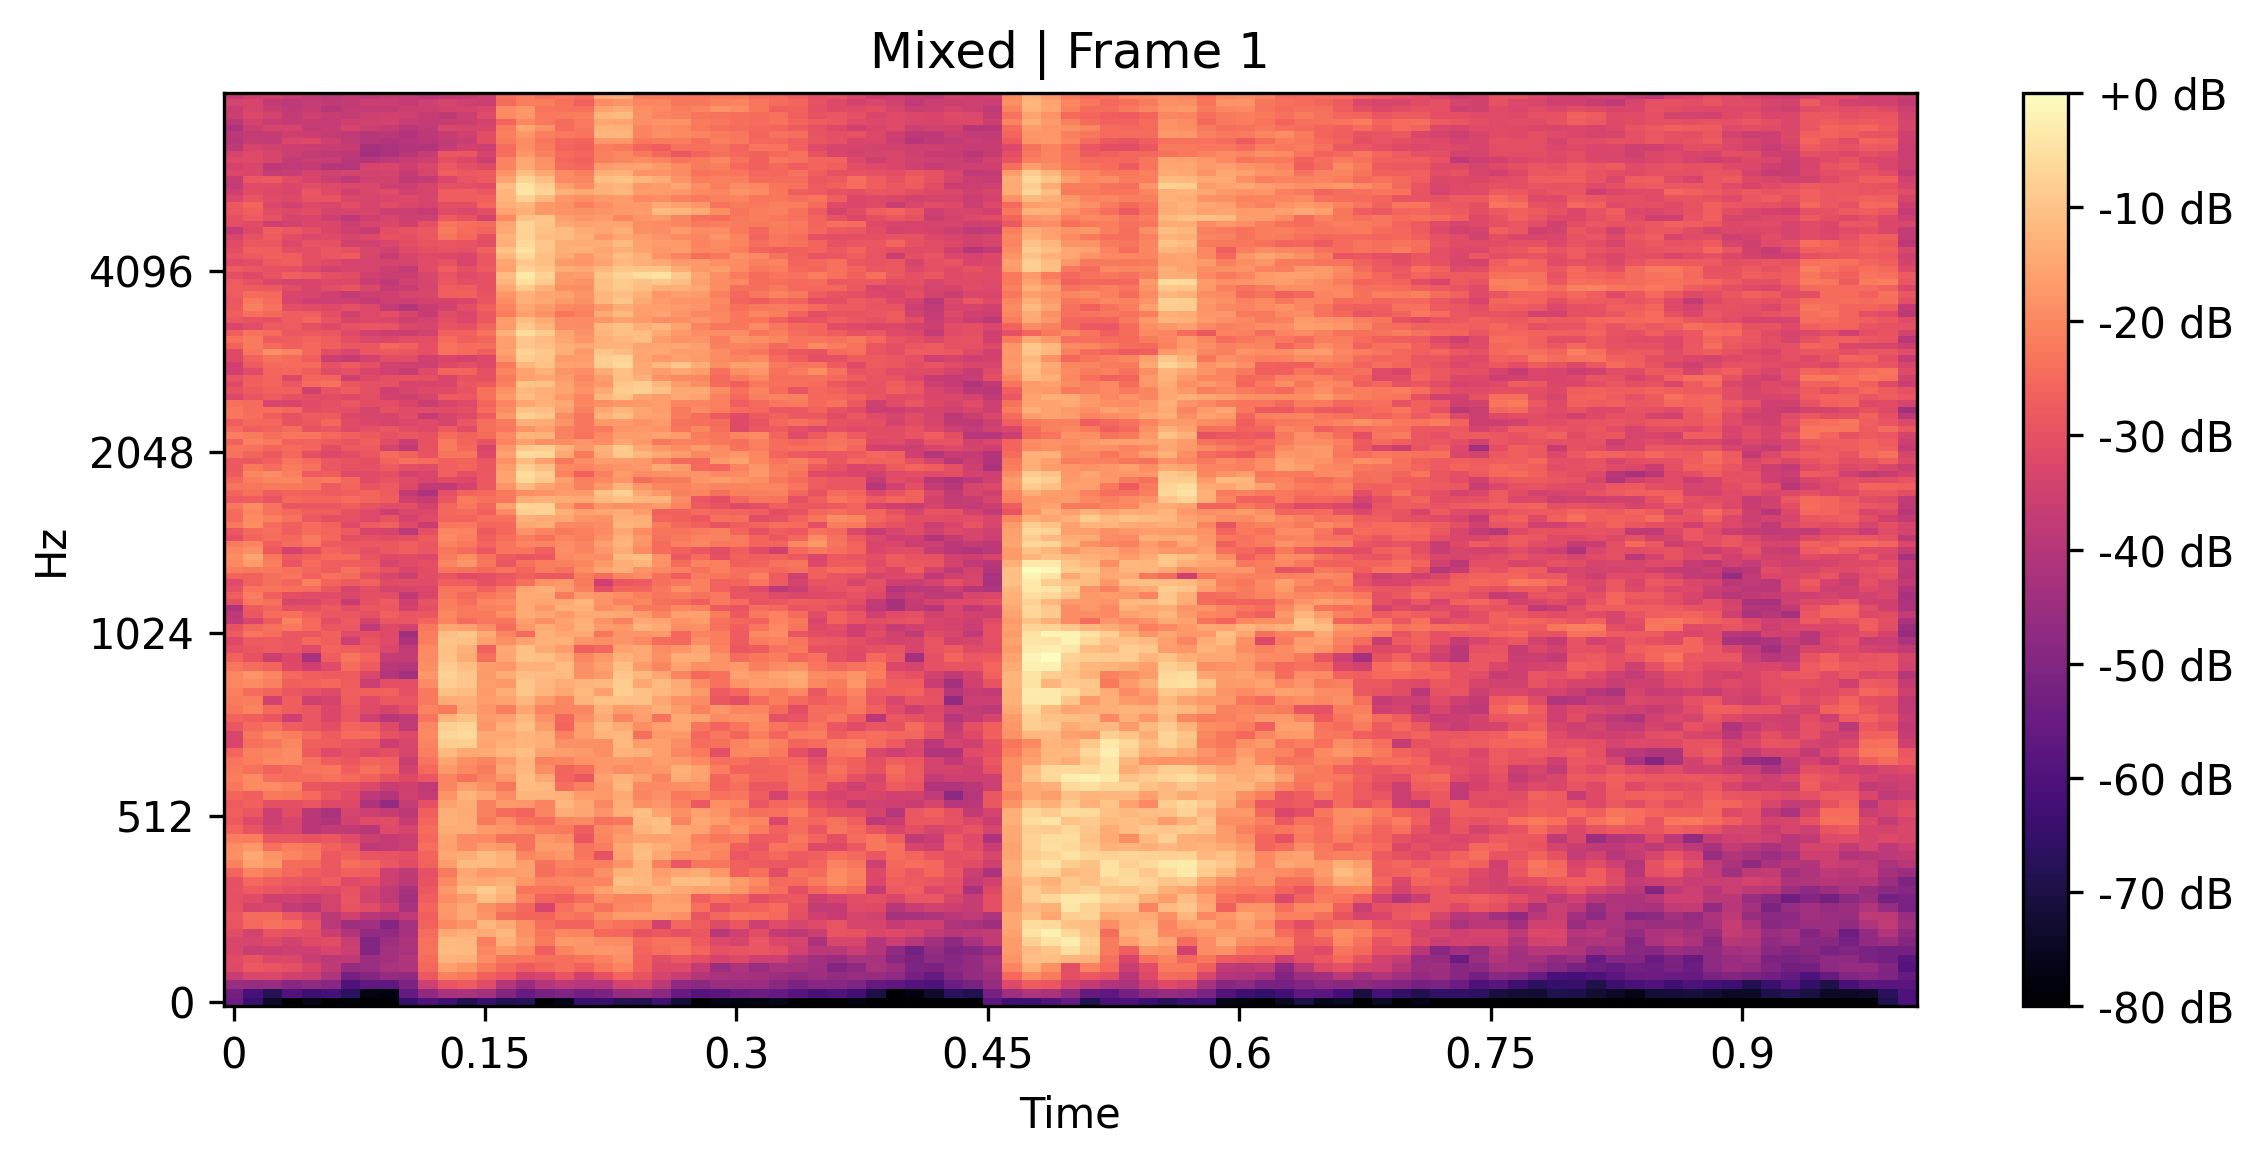 Mixed | Frame 1
Hz
4096
2048
1024
512
0
0 0.15 0.3 0.45 0.6 0.75 0.9
Time
+0 dB
-10 dB
-20 dB
-30 dB
-40 dB
-50 dB
-60 dB
-70 dB
-80 dB